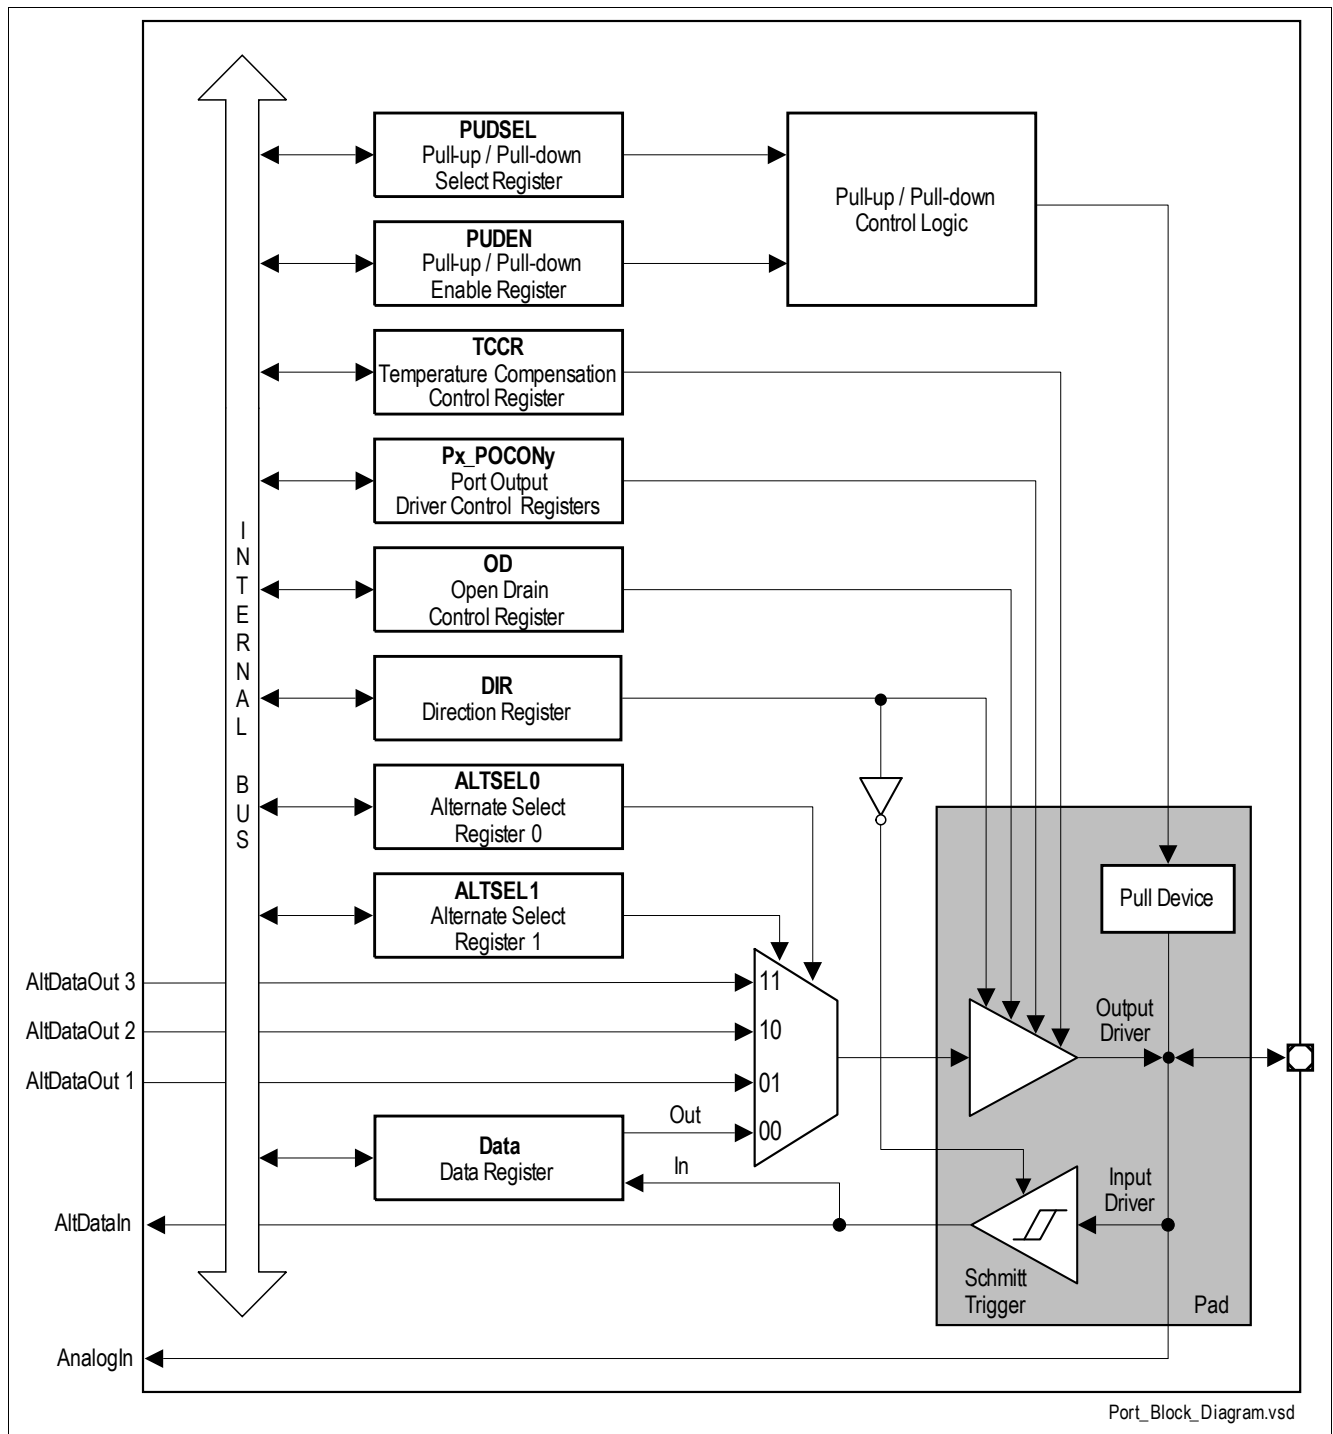 PUDSEL
Pull-up / Pull-down
Select Register
Pull-up / Pull-down
Control Logic
PUDEN
Pull-up / Pull-down
Enable Register
TCCR
Temperature Compensation
Control Register
Px_POCONy
Port Output
Driver Control Registers
INTERNAL BUS
OD
Open Drain
Control Register
DIR
Direction Register
ALTSEL0
Alternate Select
Register 0
ALTSEL1
Alternate Select
Register 1
Pull Device
AltDataOut 3
11
AltDataOut 2
10
AltDataOut 1
01
Output
Driver
Out
00
Data
Data Register
In
Input
Driver
AltDataIn
Schmitt
Trigger
Pad
AnalogIn
Port_Block_Diagram.vsd